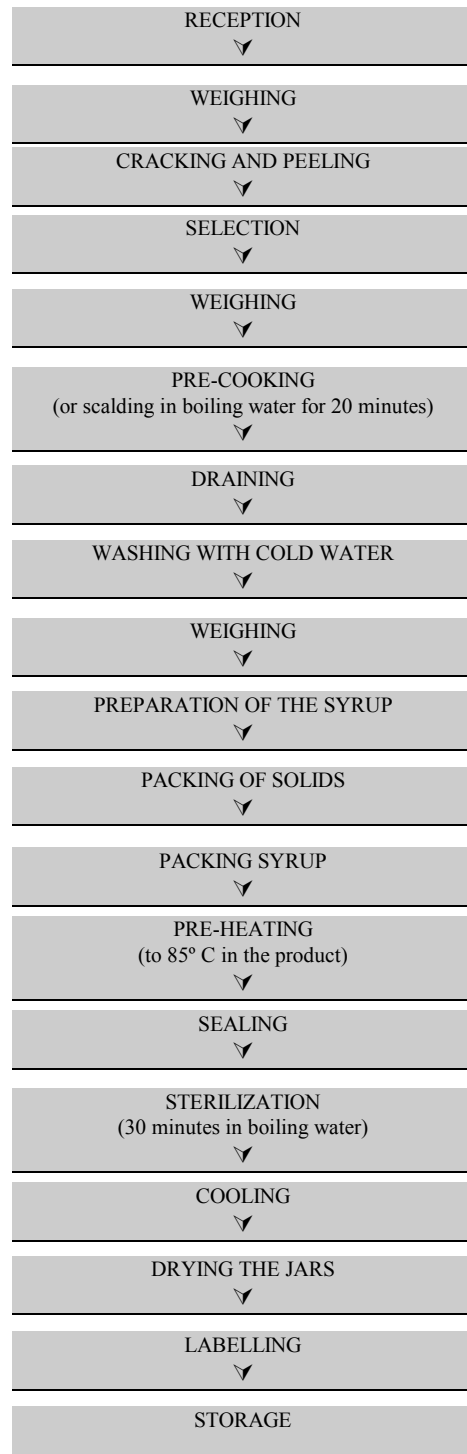 RECEPTION
WEIGHING
CRACKING AND PEELING
SELECTION
WEIGHING
PRE-COOKING
(or scalding in boiling water for 20 minutes)
DRAINING
WASHING WITH COLD WATER
WEIGHING
PREPARATION OF THE SYRUP
PACKING OF SOLIDS
PACKING SYRUP
PRE-HEATING
(to 85º C in the product)
SEALING
STERILIZATION
(30 minutes in boiling water)
COOLING
DRYING THE JARS
LABELLING
STORAGE